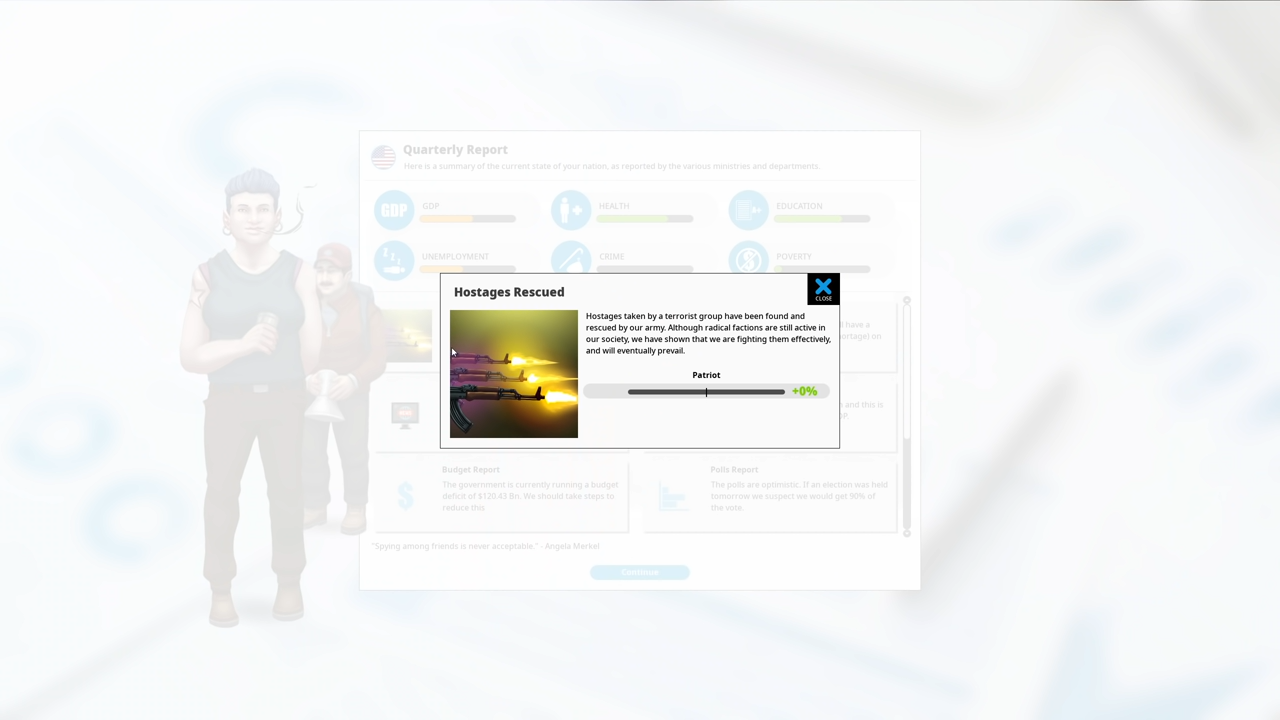 Quarterly Report
Here is a summary of the current state of your nation, as reported by the various ministries and departments.
GDP
GDP
HEALTH
EDUCATION
UNEMPLOYMENT
CRIME
POVERTY
Hostages Rescued
CLOSE
Hostages taken by a terrorist group have been found and
rescued by our army. Although radical factions are still active in
our society, we have shown that we are fighting them effectively,
and will eventually prevail.
Patriot
+0%
Budget Report
The government is currently running a budget
deficit of $120.43 Bn. We should take steps to
reduce this
Polls Report
The polls are optimistic. If an election was held
tomorrow we suspect we would get 90% of
the vote.
"Spying among friends is never acceptable." - Angela Merkel
Continue